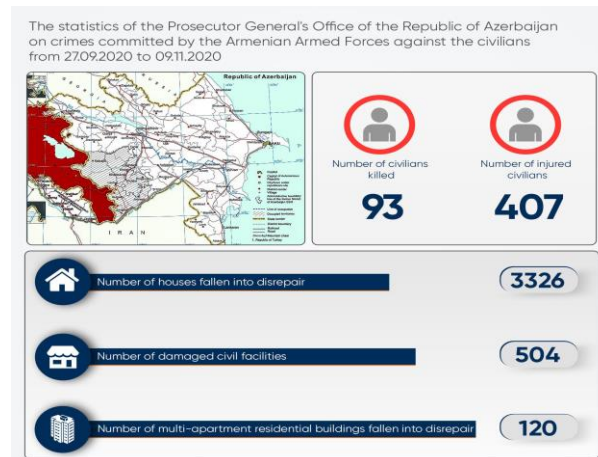 The statistics of the Prosecutor General's Office of the Republic of Azerbaijan
on crimes committed by the Armenian Armed Forces against the civilians
from 27.09.2020 to 09.11.2020
Republic of Azerbaijan
I R A N
Number of civilians
killed
93
Number of injured
civilians
407
Number of houses fallen into disrepair
3326
Number of damaged civil facilities
504
Number of multi-apartment residential buildings fallen into disrepair
120